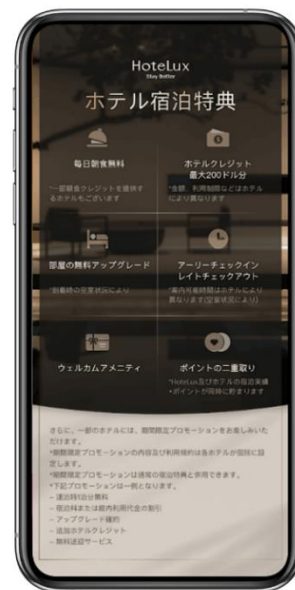 HoteLux
Stay Better
ホテル宿泊特典
毎日朝食無料
*一部朝食クレジットを提供す
るホテルもございます
ホテルクレジット
最大200ドル分
*金額、利用制限などはホテル
により異なります
部屋の無料アップグレード
*到着時の空室状況により
アーリーチェックイン
レイトチェックアウト
*案内可能時間はホテルにより
異なります(空室状況により)
ウェルカムアメニティ
ポイントの二重取り
*HoteLux及びホテルの宿泊実績
+ポイントが同時に貯まります
さらに、一部のホテルには、期間限定プロモーションをお楽しみいた
だけます。
*期間限定プロモーションの内容及び利用規約は各ホテルが個別に設
定します。
*期間限定プロモーションは通常の宿泊特典と併用できます。
*下記プロモーションは一例となります。
- 連泊時1泊分無料
- 宿泊料または館内利用代金の割引
- アップグレード確約
- 追加ホテルクレジット
- 無料送迎サービス